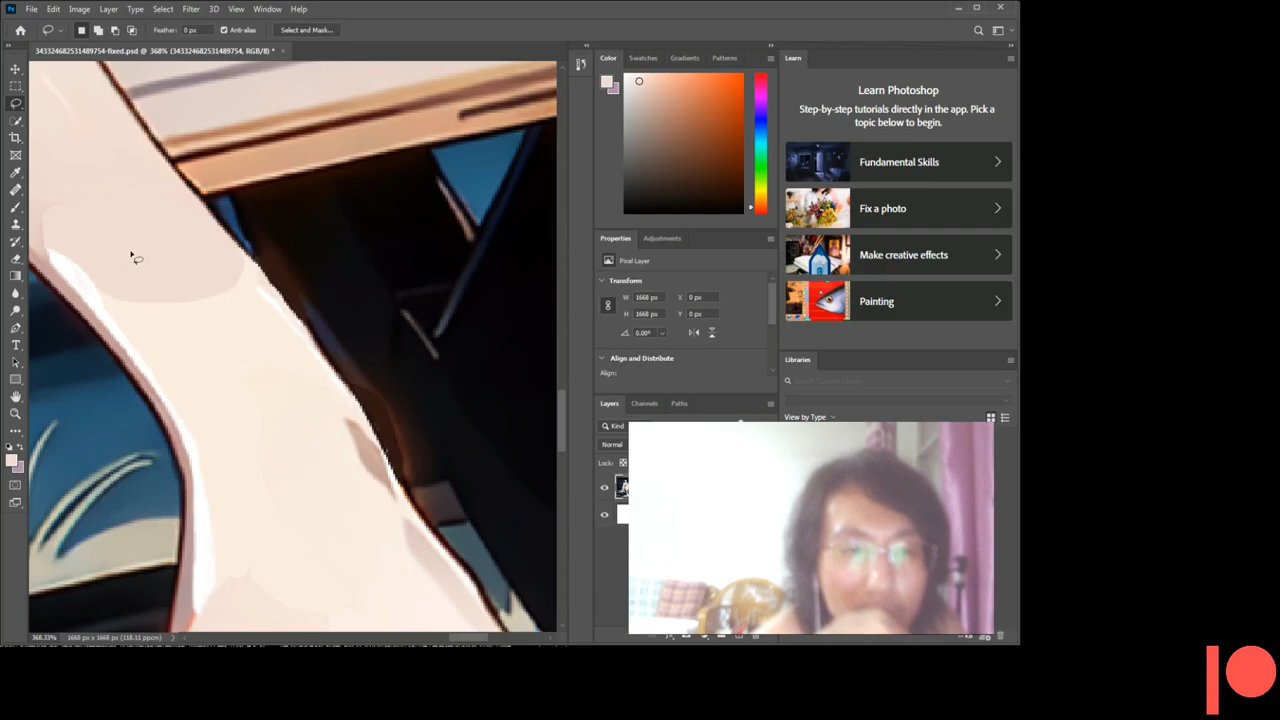 File Edit Image Layer Type Select Filter 3D View Window Help
Feather: 0 px Anti-alias Select and Mask...
343324682531489754-fixed.psd @ 368% (343324682531489754, RGB/8) *
Color Swatches Gradients Patterns
Learn
Learn Photoshop
Step-by-step tutorials directly in the app. Pick a
topic below to begin.
Fundamental Skills
Fix a photo
Make creative effects
Painting
Properties Adjustments
Pixel Layer
Transform
W 1668 px X 0 px
H 1668 px Y 0 px
0.00°
Align and Distribute
Align:
Libraries
Search Current Library
View by Type
Layers Channels Paths
Kind
Normal
Lock:
368.33% 1668 px x 1668 px (118.11 ppcm)